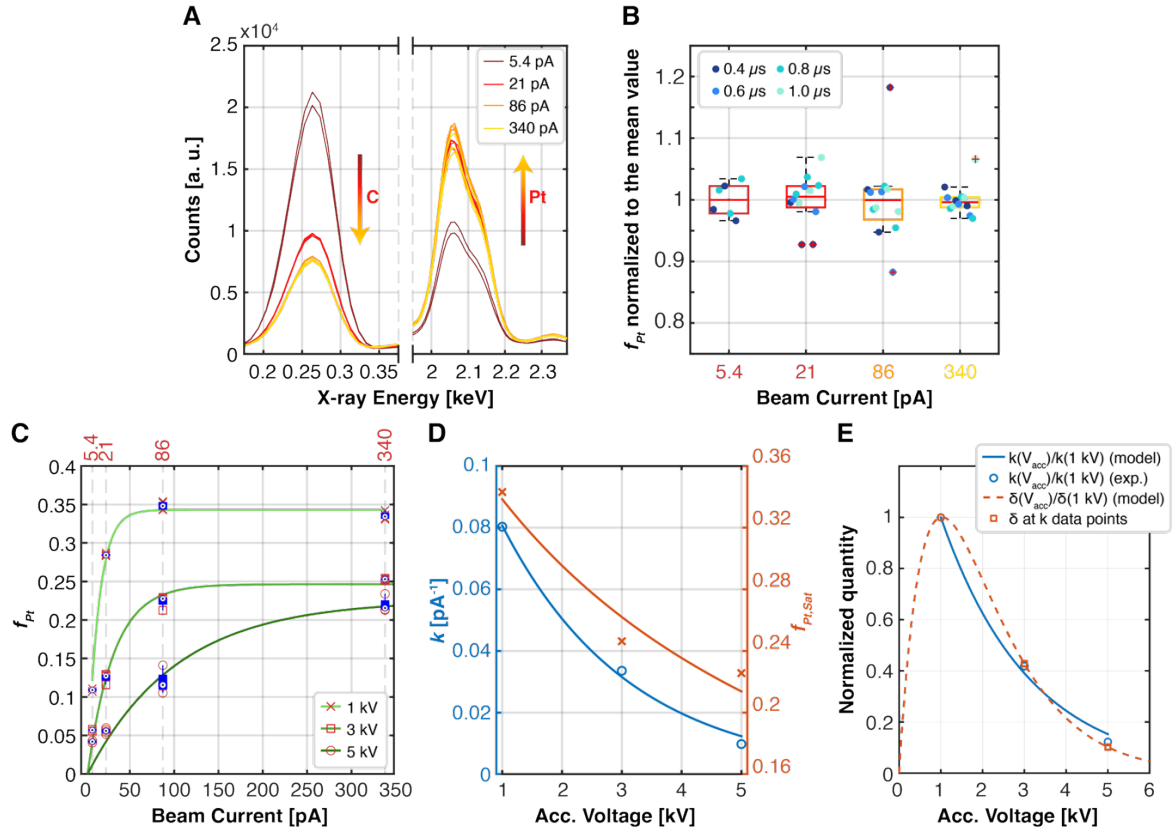 A
×10⁴
2.5
2
1.5
1
0.5
0
Counts [a. u.]
5.4 pA
21 pA
86 pA
340 pA
C
Pt
0.2
0.25
0.3
0.35
2
2.1
2.2
2.3
X-ray Energy [keV]
B
1.2
1.1
1
0.9
0.8
f_Pt normalized to the mean value
0.4 µs
0.8 µs
0.6 µs
1.0 µs
5.4
21
86
340
Beam Current [pA]
C
5.4
21
86
340
0.4
0.35
0.3
0.25
0.2
0.15
0.1
0.05
0
f_Pt
1 kV
3 kV
5 kV
0
50
100
150
200
250
300
350
Beam Current [pA]
D
0.1
0.08
0.06
0.04
0.02
0
k [pA⁻¹]
0.36
0.32
0.28
0.24
0.2
0.16
f_Pt,Sat
1
2
3
4
5
Acc. Voltage [kV]
E
k(V_acc)/k(1 kV) (model)
k(V_acc)/k(1 kV) (exp.)
δ(V_acc)/δ(1 kV) (model)
δ at k data points
1
0.8
0.6
0.4
0.2
0
Normalized quantity
0
1
2
3
4
5
6
Acc. Voltage [kV]